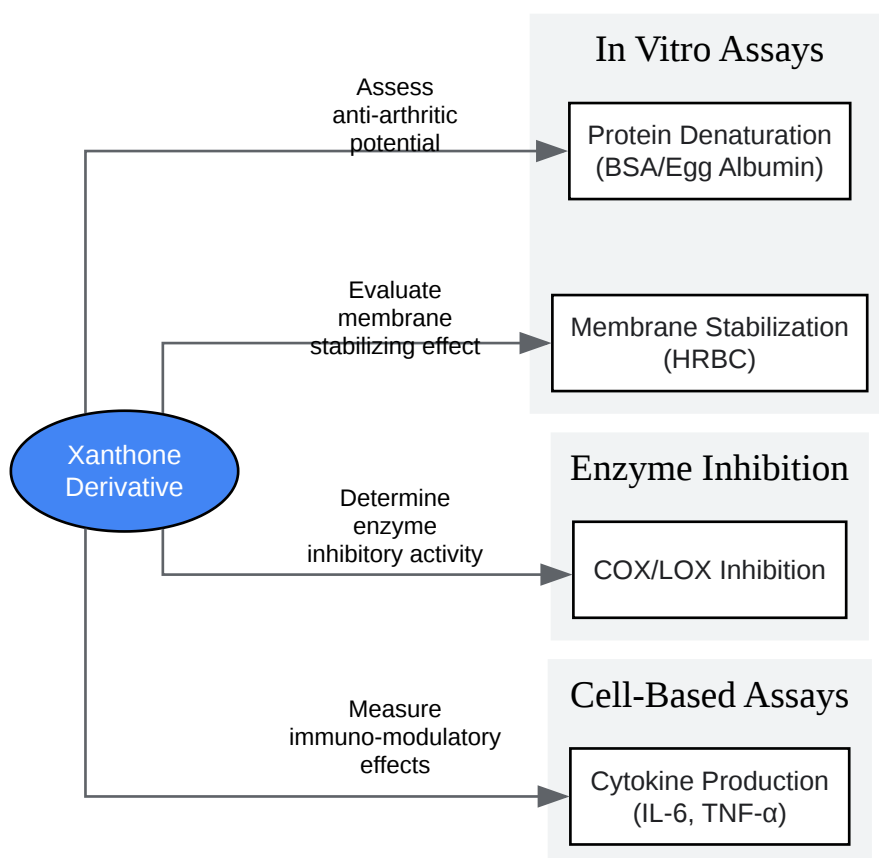 In Vitro Assays
Assess
anti-arthritic
potential
Protein Denaturation
(BSA/Egg Albumin)
Evaluate
membrane
stabilizing effect
Membrane Stabilization
(HRBC)
Xanthone
Derivative
Enzyme Inhibition
Determine
enzyme
inhibitory activity
COX/LOX Inhibition
Cell-Based Assays
Measure
immuno-modulatory
effects
Cytokine Production
(IL-6, TNF-α)